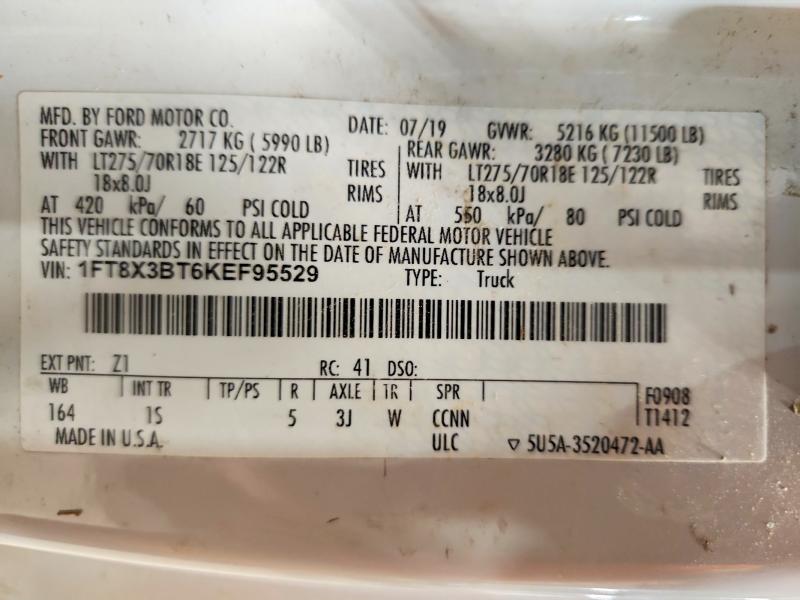 MFD. BY FORD MOTOR CO.
DATE: 07/19 GVWR: 5216 KG (11500 LB)
FRONT GAWR: 2717 KG ( 5990 LB) REAR GAWR: 3280 KG ( 7230 LB)
WITH LT275/70R18E 125/122R TIRES WITH LT275/70R18E 125/122R TIRES
18x8.0J RIMS 18x8.0J RIMS
AT 420 kPa/ 60 PSI COLD AT 550 kPa/ 80 PSI COLD
THIS VEHICLE CONFORMS TO ALL APPLICABLE FEDERAL MOTOR VEHICLE
SAFETY STANDARDS IN EFFECT ON THE DATE OF MANUFACTURE SHOWN ABOVE.
VIN: 1FT8X3BT6KEF95529 TYPE: Truck
EXT PNT: Z1 RC: 41 DSO:
WB INT TR TP/PS R AXLE TR SPR F0908
164 1S 5 3J W CCNN T1412
MADE IN U.S.A. ULC ▽ 5U5A-3520472-AA